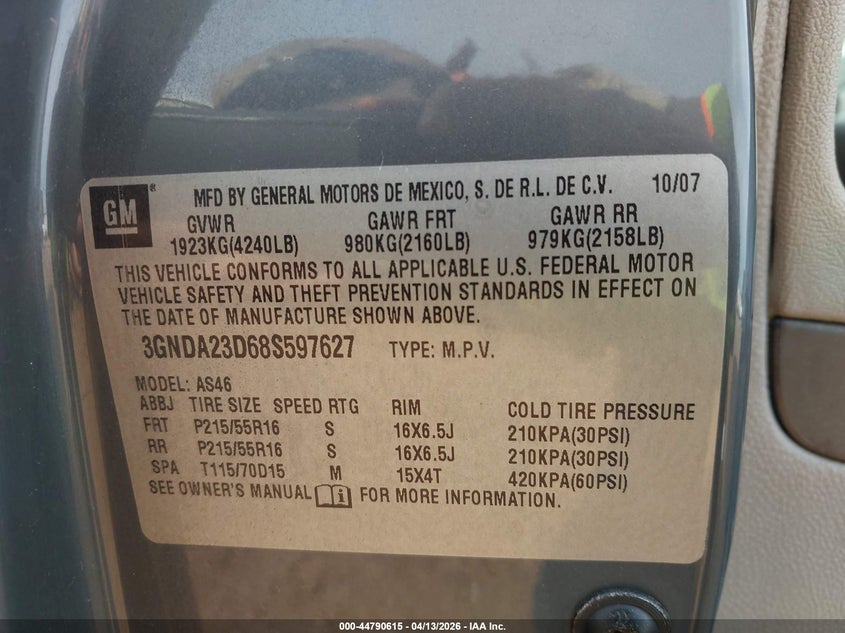 GM ® MFD BY GENERAL MOTORS DE MEXICO, S. DE R.L. DE C.V. 10/07
GVWR GAWR FRT GAWR RR
1923KG(4240LB) 980KG(2160LB) 979KG(2158LB)
THIS VEHICLE CONFORMS TO ALL APPLICABLE U.S. FEDERAL MOTOR
VEHICLE SAFETY AND THEFT PREVENTION STANDARDS IN EFFECT ON
THE DATE OF MANUFACTURE SHOWN ABOVE.
3GNDA23D68S597627 TYPE: M.P.V.
MODEL: AS46
ABBJ TIRE SIZE SPEED RTG RIM COLD TIRE PRESSURE
FRT P215/55R16 S 16X6.5J 210KPA(30PSI)
RR P215/55R16 S 16X6.5J 210KPA(30PSI)
SPA T115/70D15 M 15X4T 420KPA(60PSI)
SEE OWNER'S MANUAL i FOR MORE INFORMATION.
000-44790615 - 04/13/2026 - IAA Inc.